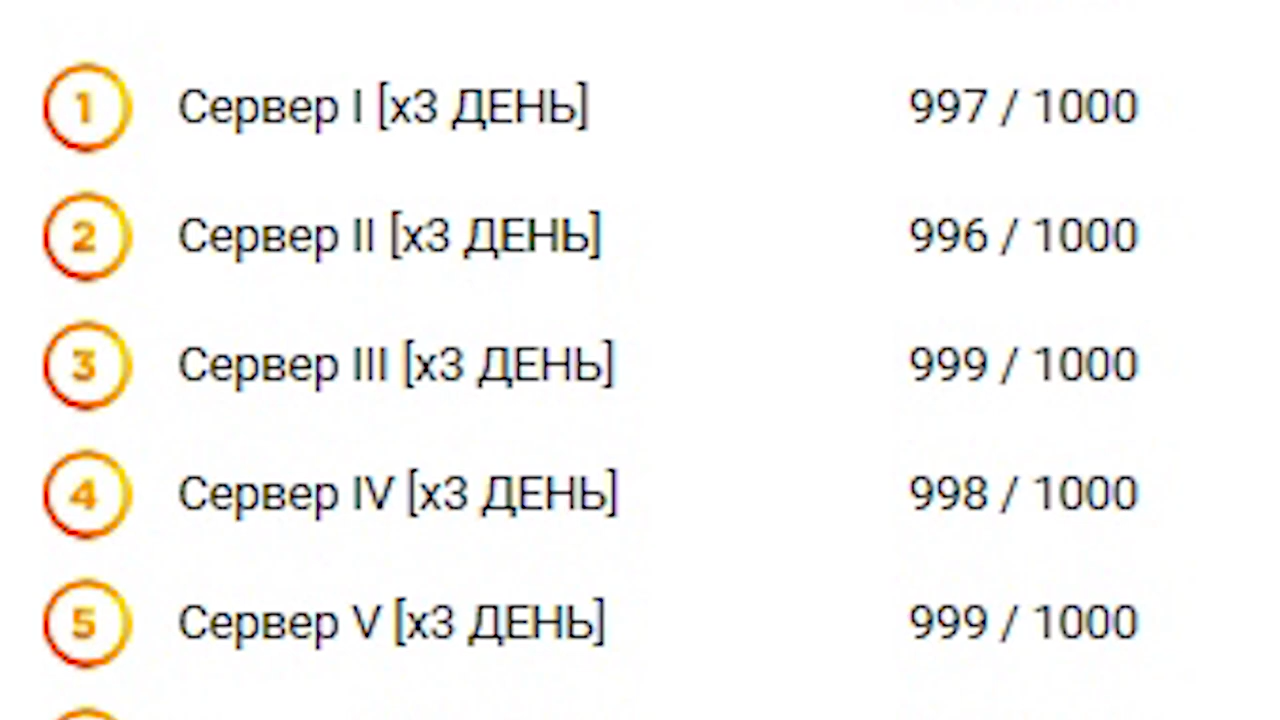 1 Сервер I [x3 ДЕНЬ] 997 / 1000
2 Сервер II [x3 ДЕНЬ] 996 / 1000
3 Сервер III [x3 ДЕНЬ] 999 / 1000
4 Сервер IV [x3 ДЕНЬ] 998 / 1000
5 Сервер V [x3 ДЕНЬ] 999 / 1000